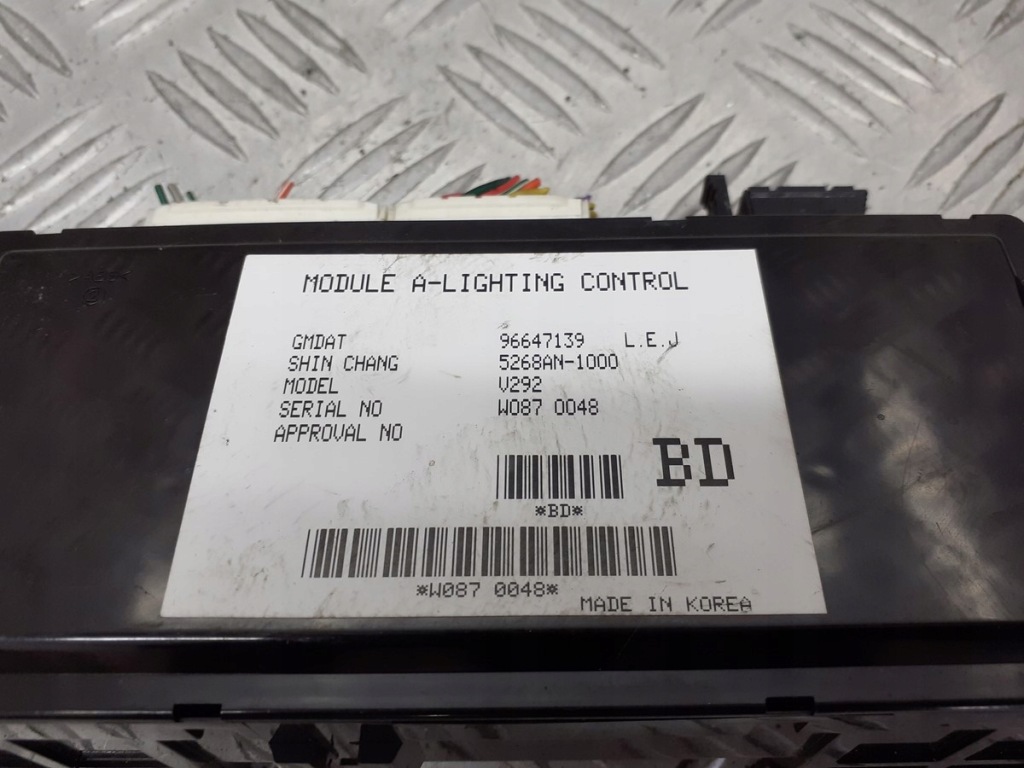 MODULE A-LIGHTING CONTROL
GMDAT 96647139 L.E.J
SHIN CHANG 5268AN-1000
MODEL V292
SERIAL NO W087 0048
APPROVAL NO
BD
*BD*
*W087 0048*
MADE IN KOREA